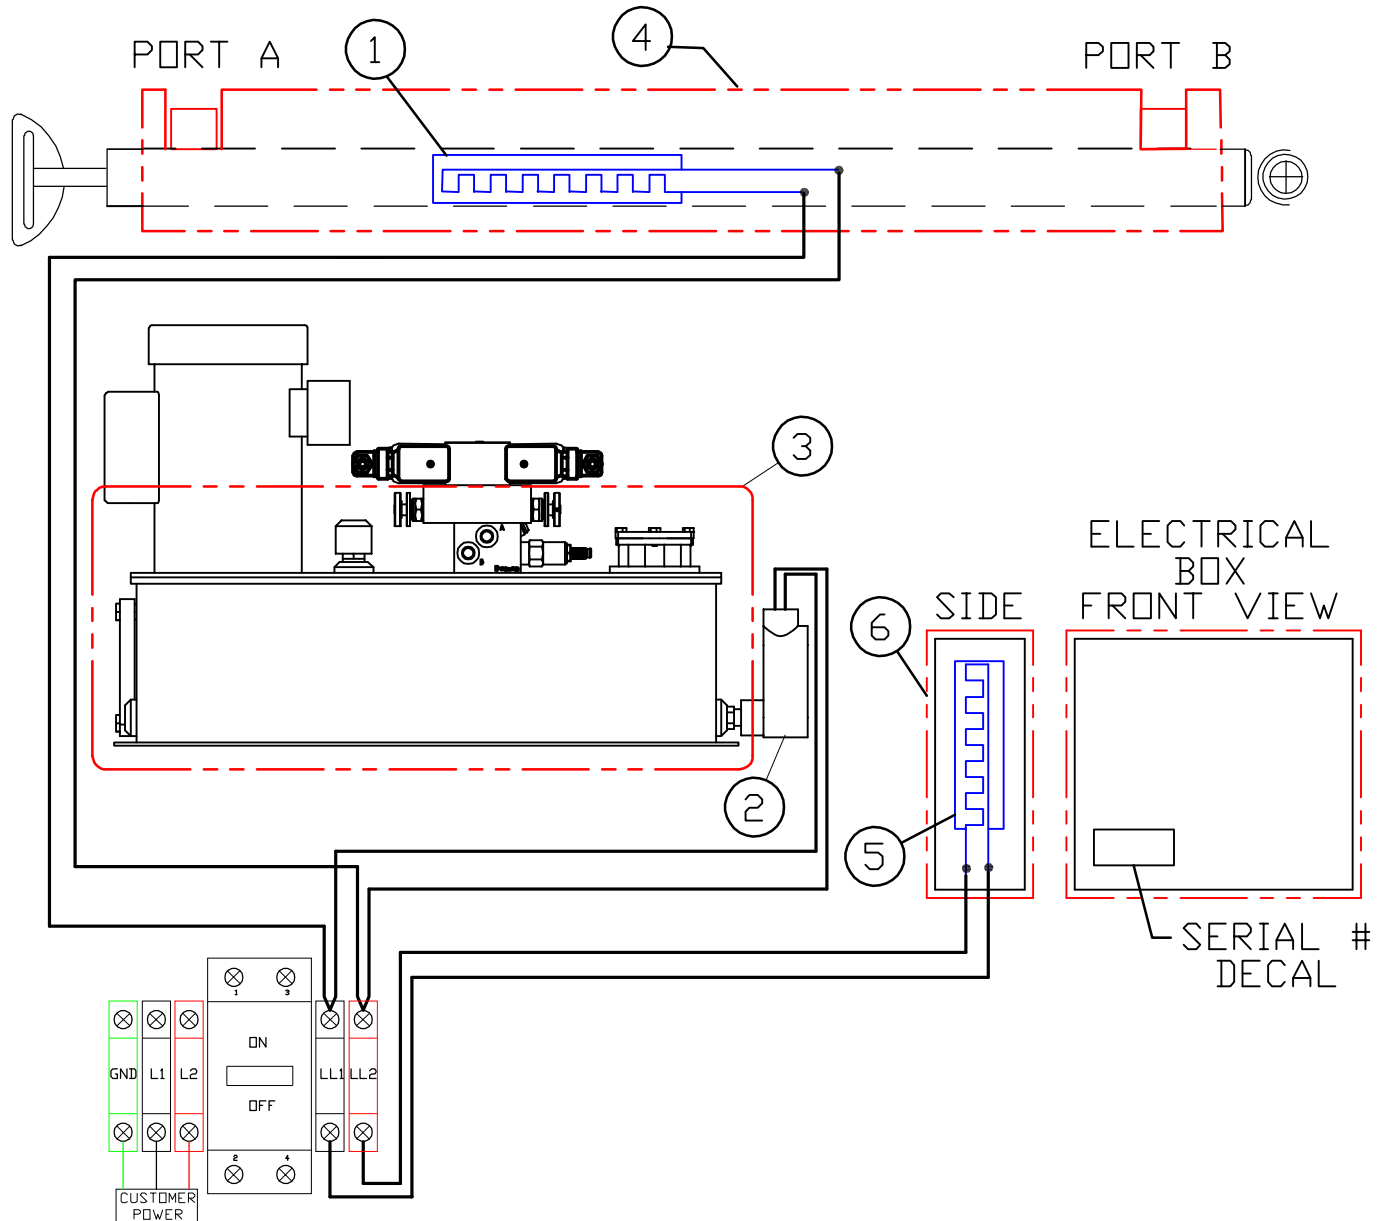 PORT A
1
4
PORT B
3
A
B
ELECTRICAL
BOX
SIDE
FRONT VIEW
6
2
5
SERIAL #
DECAL
1
3
ON
GND
L1
L2
LL1
LL2
OFF
2
4
CUSTOMER
POWER